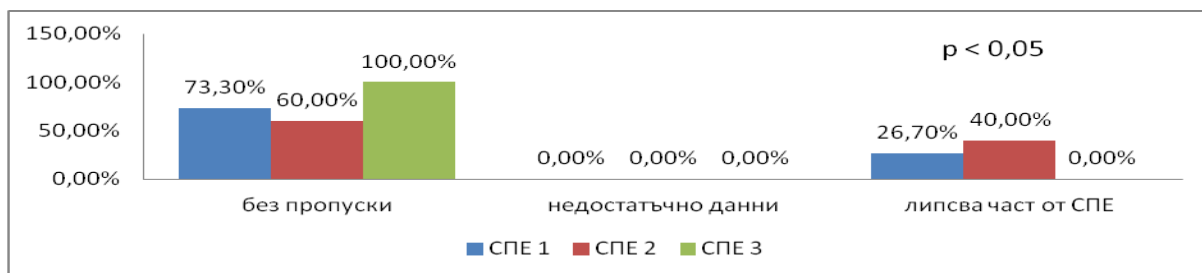 150,00%
100,00%
50,00%
0,00%
p < 0,05
73,30%
60,00%
100,00%
0,00%
0,00%
0,00%
26,70%
40,00%
0,00%
без пропуски
недостатъчно данни
липсва част от СПЕ
СПЕ 1
СПЕ 2
СПЕ 3